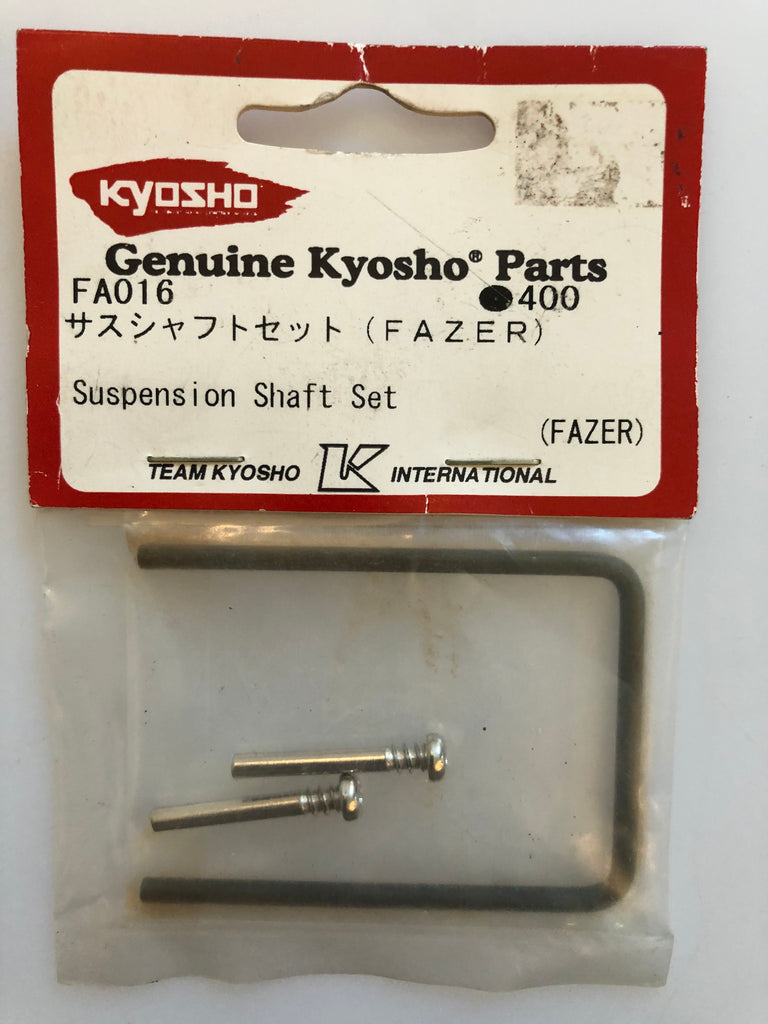 KYOSHO
Genuine Kyosho® Parts
FA016 ●400
サスシャフトセット(FAZER)
Suspension Shaft Set
(FAZER)
TEAM KYOSHO K INTERNATIONAL